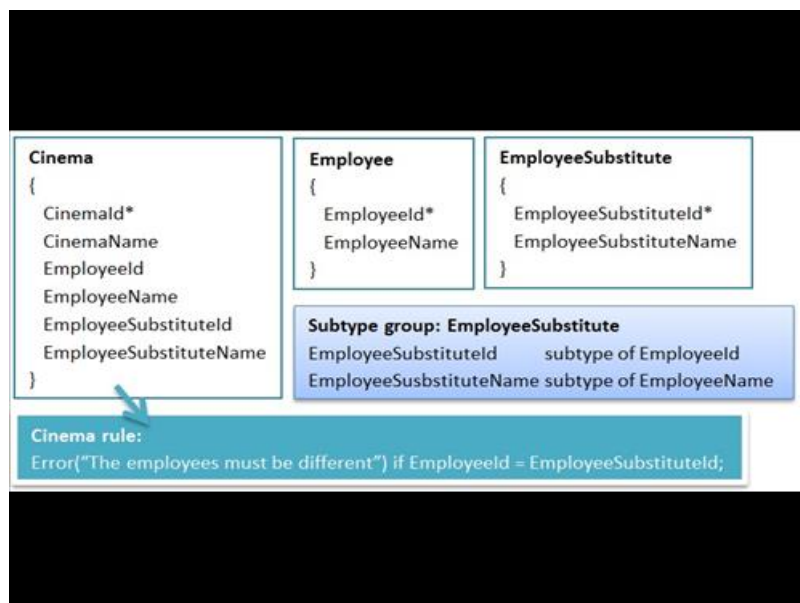 Cinema
{
CinemaId*
CinemaName
EmployeeId
EmployeeName
EmployeeSubstituteId
EmployeeSubstituteName
}
Employee
{
EmployeeId*
EmployeeName
}
EmployeeSubstitute
{
EmployeeSubstituteId*
EmployeeSubstituteName
}
Subtype group: EmployeeSubstitute
EmployeeSubstituteId subtype of EmployeeId
EmployeeSusbstituteName subtype of EmployeeName
Cinema rule:
Error("The employees must be different") if EmployeeId = EmployeeSubstituteId;